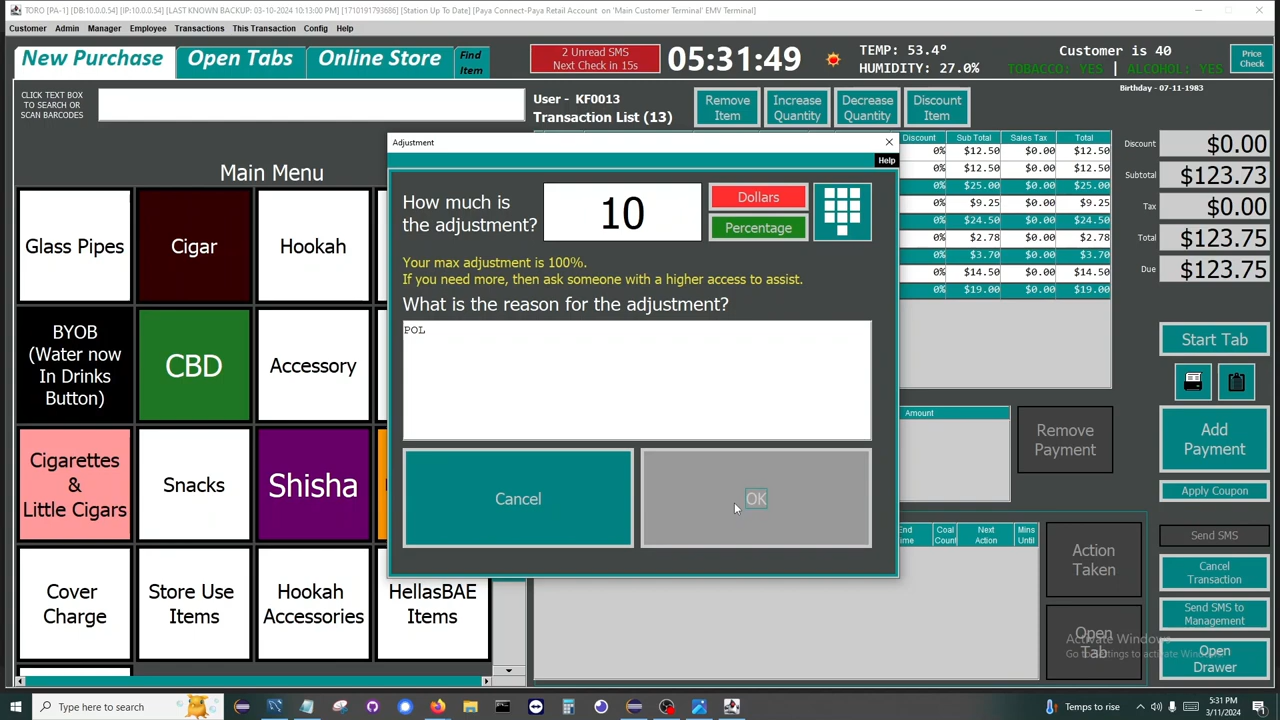 TORO [PA-1] [DB:10.0.0.54] [IP:10.0.0.54] [LAST KNOWN BACKUP: 03-10-2024 10:13:00 PM] [1710191793686] [Station Up To Date] [Paya Connect-Paya Retail Account on 'Main Customer Terminal' EMV Terminal]
Customer Admin Manager Employee Transactions This Transaction Config Help
New Purchase
Open Tabs
Online Store
Find
Item
2 Unread SMS
Next Check in 15s
05:31:49
TEMP: 53.4°
HUMIDITY: 27.0%
Customer is 40
TOBACCO: YES | ALCOHOL: YES
Price
Check
Birthday - 07-11-1983
CLICK TEXT BOX
TO SEARCH OR
SCAN BARCODES
User - KF0013
Transaction List (13)
Remove
Item
Increase
Quantity
Decrease
Quantity
Discount
Item
Main Menu
Glass Pipes
Cigar
Hookah
BYOB
(Water now
In Drinks
Button)
CBD
Accessory
Cigarettes
&
Little Cigars
Snacks
Shisha
Cover
Charge
Store Use
Items
Hookah
Accessories
HellasBAE
Items
Adjustment
Help
How much is
the adjustment?
10
Dollars
Percentage
Your max adjustment is 100%.
If you need more, then ask someone with a higher access to assist.
What is the reason for the adjustment?
POL
Cancel
OK
Discount Sub Total Sales Tax Total
0% $12.50 $0.00 $12.50
0% $12.50 $0.00 $12.50
0% $25.00 $0.00 $25.00
0% $9.25 $0.00 $9.25
0% $24.50 $0.00 $24.50
0% $2.78 $0.00 $2.78
0% $3.70 $0.00 $3.70
0% $14.50 $0.00 $14.50
0% $19.00 $0.00 $19.00
Discount $0.00
Subtotal $123.73
Tax $0.00
Total $123.75
Due $123.75
Start Tab
Amount
Remove
Payment
Add
Payment
Apply Coupon
End
Time
Coal
Count
Next
Action
Mins
Until
Action
Taken
Open
Tab
Send SMS
Cancel
Transaction
Send SMS to
Management
Open
Drawer
Activate Windows
Go to Settings to activate Windows.
Type here to search
Temps to rise
5:31 PM
3/11/2024